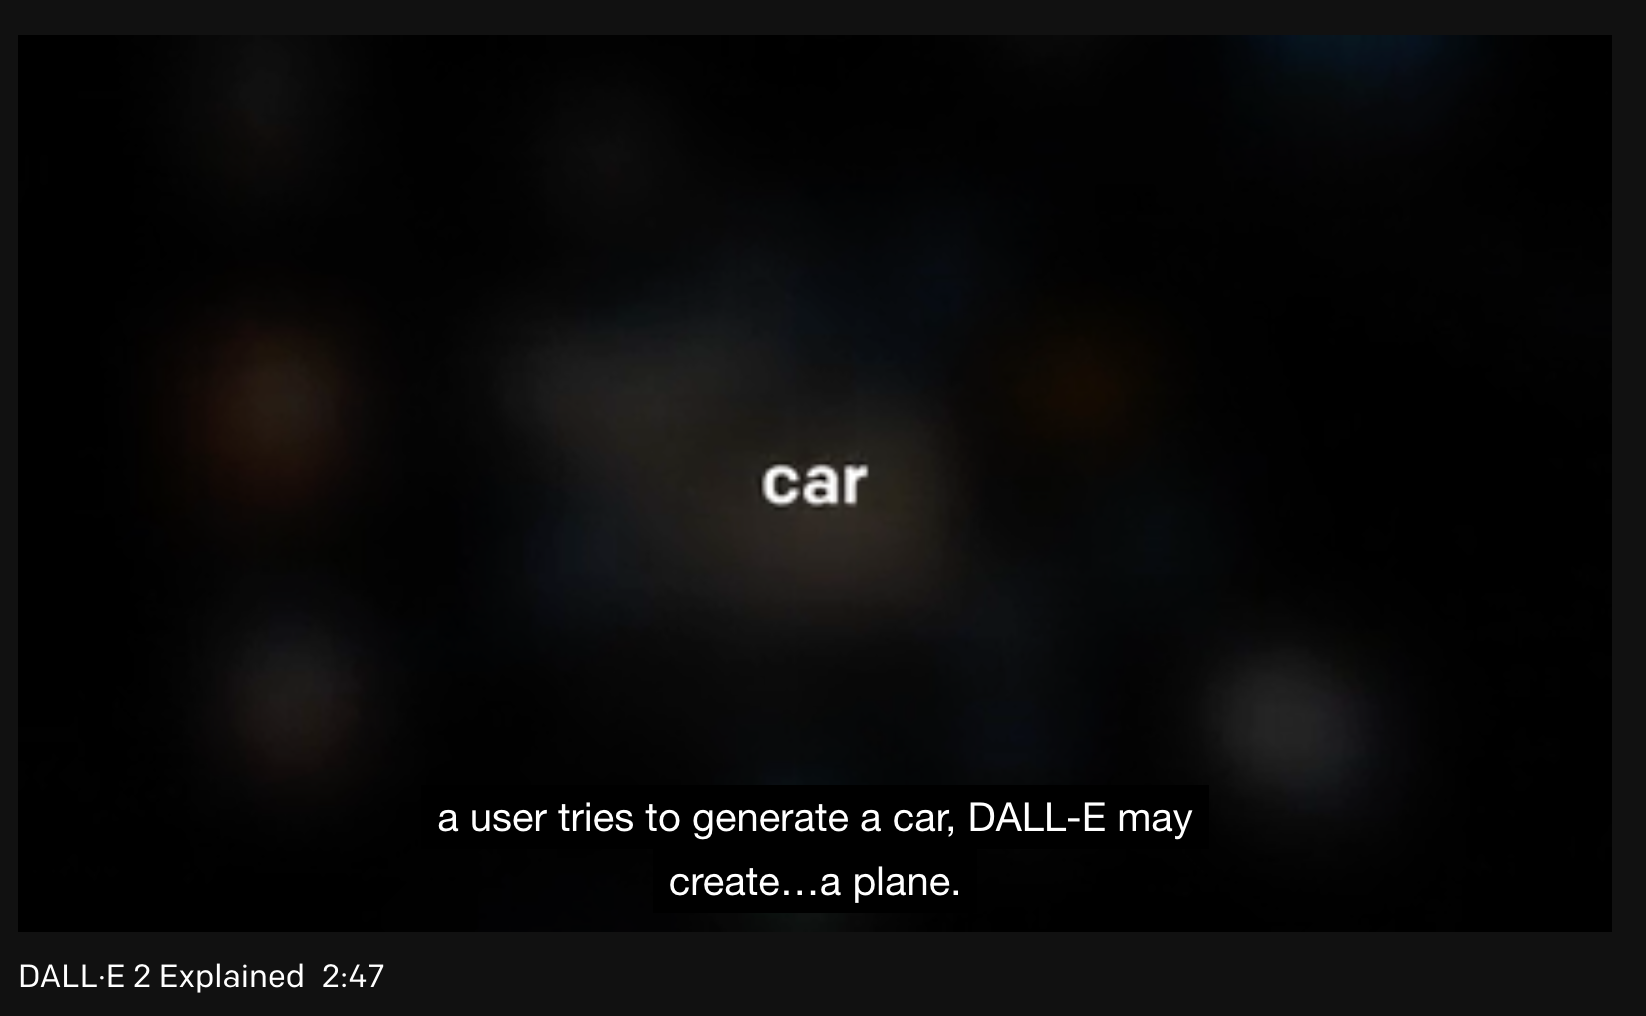 car
a user tries to generate a car, DALL-E may
create...a plane.
DALL·E 2 Explained 2:47